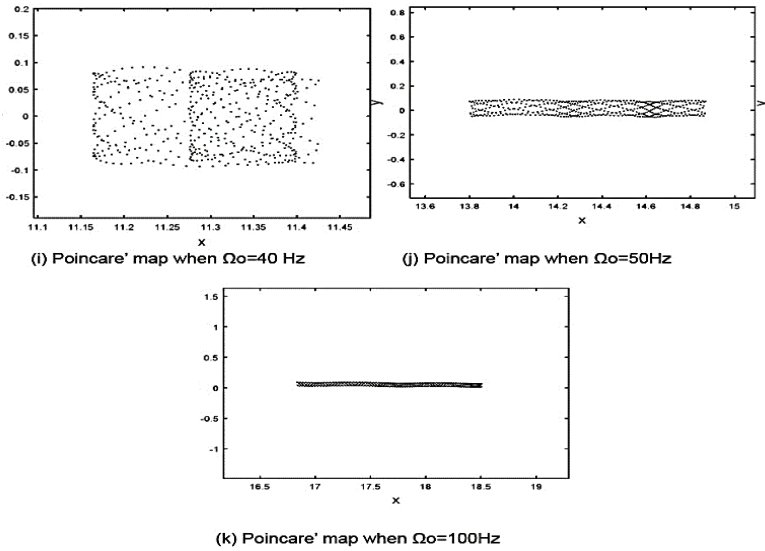 0.2
0.15
0.1
0.05
0
-0.05
-0.1
-0.15
11.1 11.15 11.2 11.25 11.3 11.35 11.4 11.45
x
y
(i) Poincare' map when Ωo=40 Hz
0.8
0.6
0.4
0.2
0
-0.2
-0.4
-0.6
13.6 13.8 14 14.2 14.4 14.6 14.8 15
x
(j) Poincare' map when Ωo=50Hz
1.5
1
0.5
0
-0.5
-1
16.5 17 17.5 18 18.5 19
x
(k) Poincare' map when Ωo=100Hz